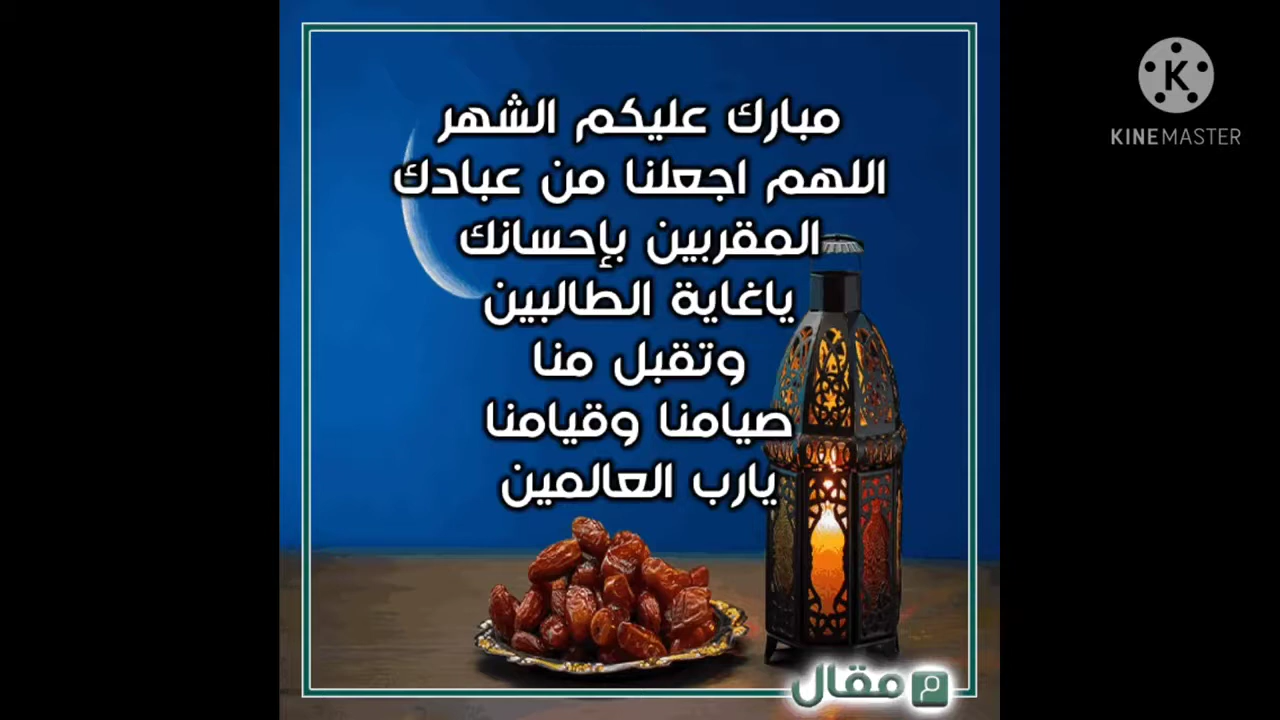 مبارك عليكم الشهر
اللهم اجعلنا من عبادك
المقربين بإحسانك
ياغاية الطالبين
وتقبل منا
صيامنا وقيامنا
يارب العالمين
مقال
K
KINEMASTER